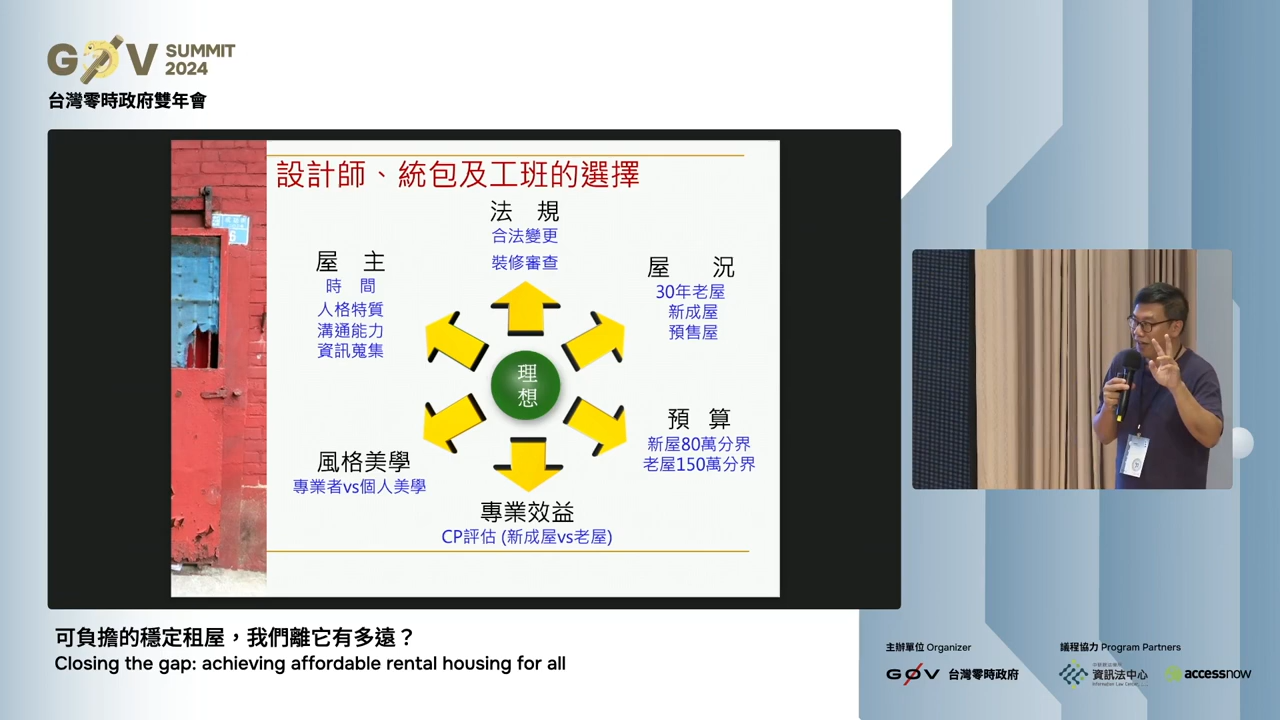 G0V SUMMIT 2024
台灣零時政府雙年會
設計師、統包及工班的選擇
法 規
合法變更
裝修審查
屋 主
時 間
人格特質
溝通能力
資訊蒐集
屋 況
30年老屋
新成屋
預售屋
理想
風格美學
專業者vs個人美學
預 算
新屋80萬分界
老屋150萬分界
專業效益
CP評估 (新成屋vs老屋)
可負擔的穩定租屋，我們離它有多遠？
Closing the gap: achieving affordable rental housing for all
主辦單位 Organizer
議程協力 Program Partners
G0V 台灣零時政府
資訊法中心
Information Law Center
accessnow